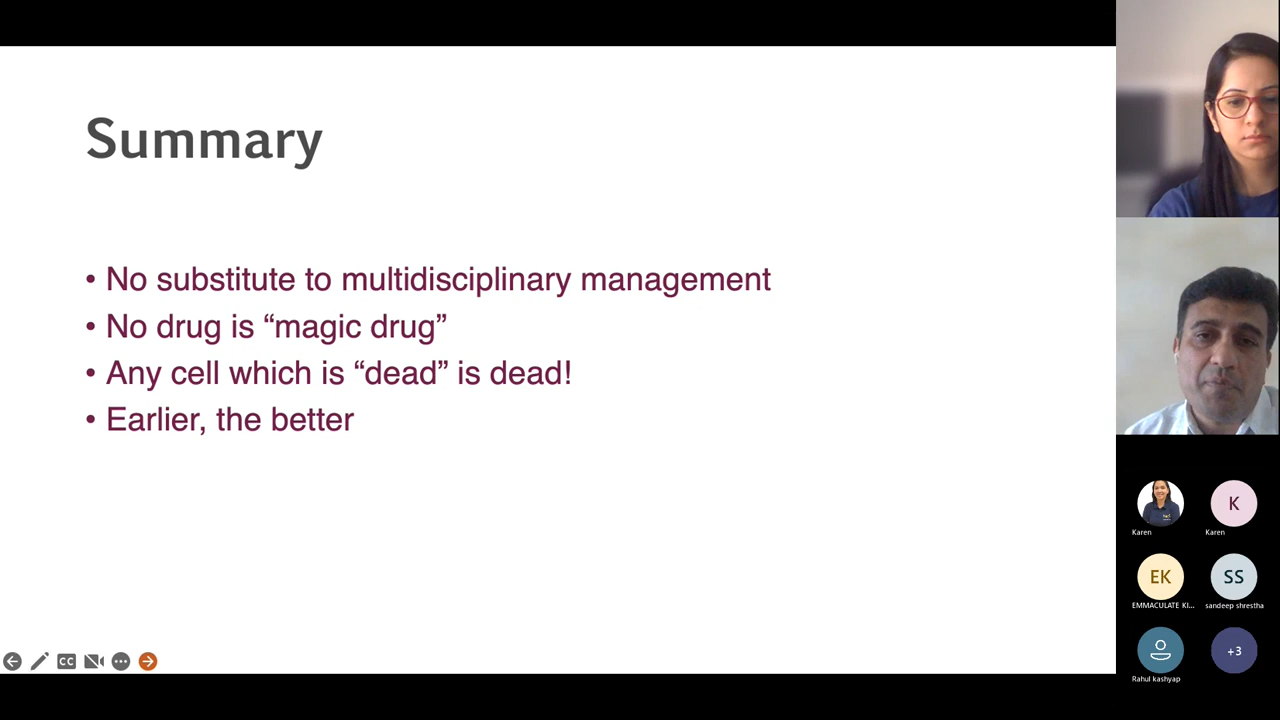 Summary
• No substitute to multidisciplinary management
• No drug is “magic drug”
• Any cell which is “dead” is dead!
• Earlier, the better
CC
K
Karen
Karen
EK
SS
EMMACULATE KI...
sandeep shrestha
+3
Rahul kashyap